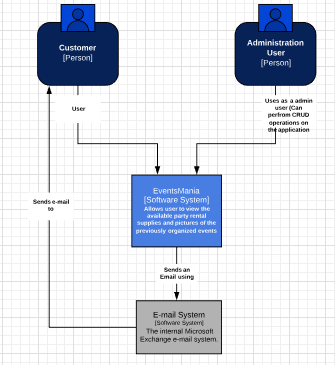 Customer
[Person]
Administration
User
[Person]
User
Uses as a admin
user (Can
perfrom CRUD
operations on
the application
EventsMania
[Software System]
Allows user to view the
available party rental
supplies and pictures of the
previously organized events
Sends e-mail
to
Sends an
Email using
E-mail System
[Software System]
The internal Microsoft
Exchange e-mail system.